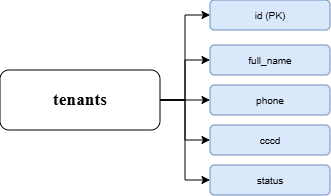 tenants
id (PK)
full_name
phone
cccd
status